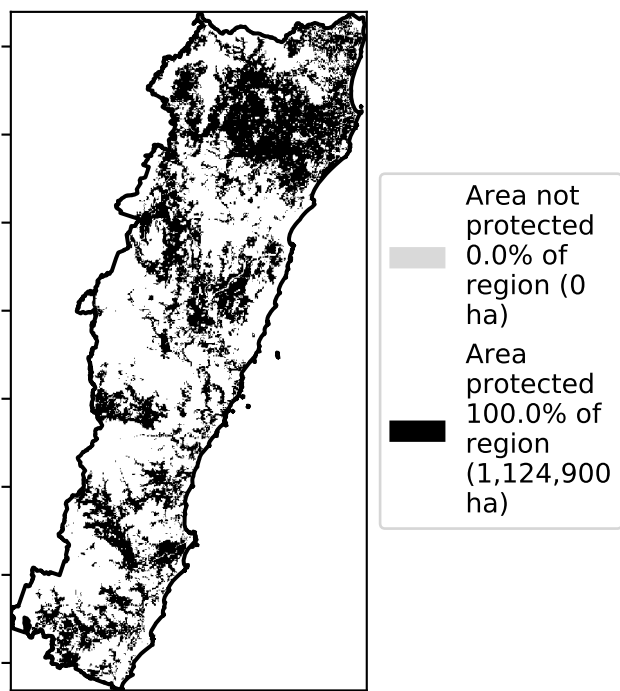 Area not
protected
0.0% of
region (0
ha)
Area
protected
100.0% of
region
(1,124,900
ha)